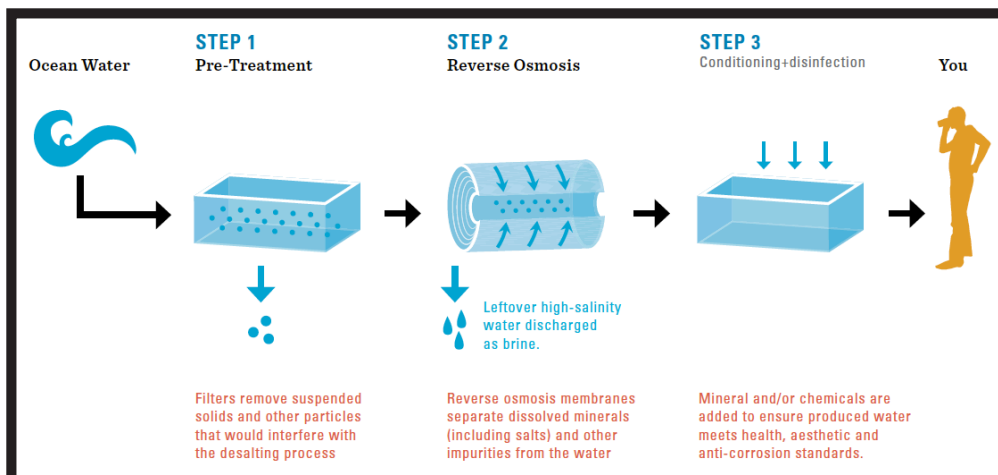 Ocean Water
STEP 1
Pre-Treatment
STEP 2
Reverse Osmosis
STEP 3
Conditioning+disinfection
You
Leftover high-salinity
water discharged
as brine.
Filters remove suspended
solids and other particles
that would interfere with
the desalting process
Reverse osmosis membranes
separate dissolved minerals
(including salts) and other
impurities from the water
Mineral and/or chemicals are
added to ensure produced water
meets health, aesthetic and
anti-corrosion standards.